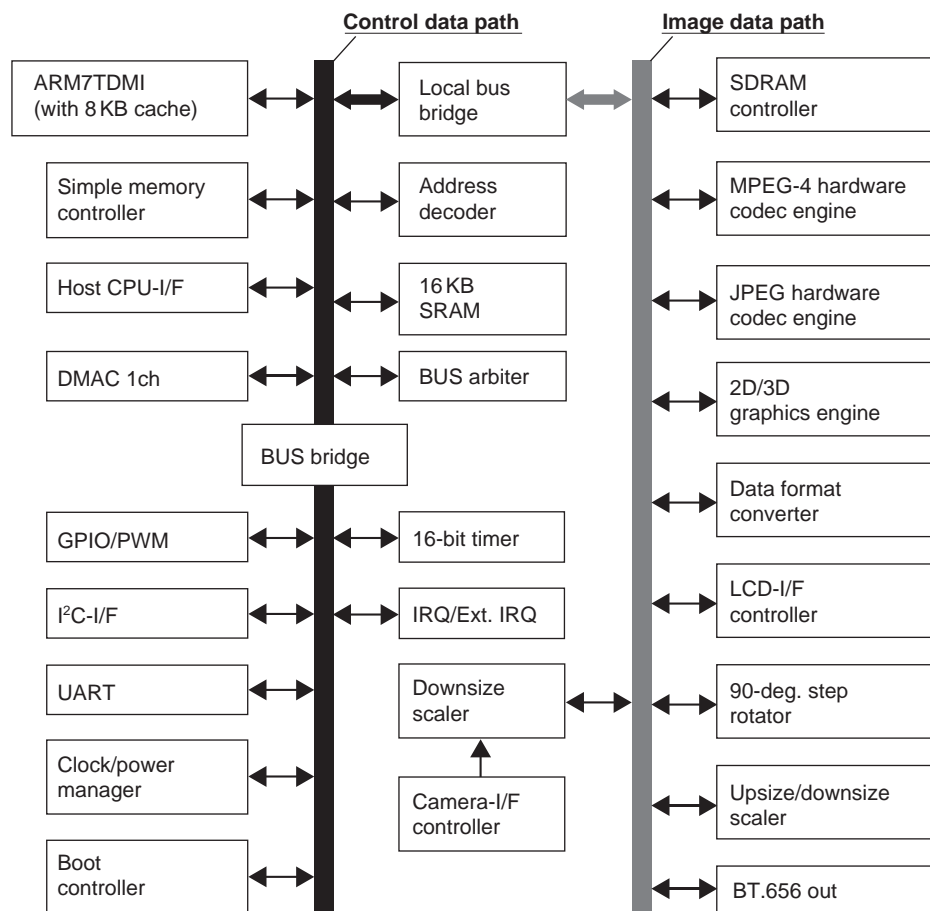 Control data path
Image data path
ARM7TDMI
(with 8 KB cache)
Local bus
bridge
SDRAM
controller
Simple memory
controller
Address
decoder
MPEG-4 hardware
codec engine
Host CPU-I/F
16 KB
SRAM
JPEG hardware
codec engine
DMAC 1ch
BUS arbiter
2D/3D
graphics engine
BUS bridge
Data format
converter
GPIO/PWM
16-bit timer
I²C-I/F
IRQ/Ext. IRQ
LCD-I/F
controller
UART
Downsize
scaler
90-deg. step
rotator
Clock/power
manager
Camera-I/F
controller
Upsize/downsize
scaler
Boot
controller
BT.656 out